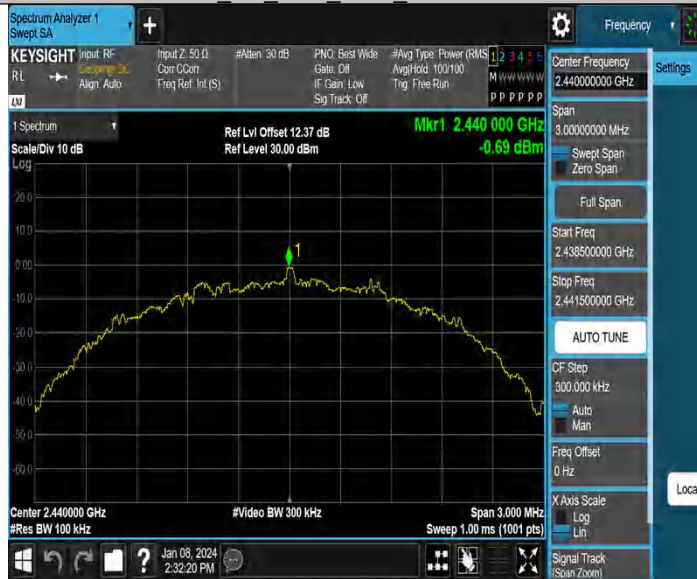 Spectrum Analyzer 1
Swept SA
Frequency
KEYSIGHT
RL
Input: RF
Coupling: DC
Align: Auto
Input Z: 50 Ω
Corr CCorr
Freq Ref: Int (S)
#Atten: 30 dB
PNO: Best Wide
Gate: Off
IF Gain: Low
Sig Track: Off
#Avg Type: Power (RMS
Avg|Hold: 100/100
Trig: Free Run
1 2 3 4 5 6
M W W W W W
P P P P P P
LXI
1 Spectrum
Scale/Div 10 dB
Log
Ref Lvl Offset 12.37 dB
Ref Level 30.00 dBm
Mkr1 2.440 000 GHz
-0.69 dBm
20.0
10.0
0.00
-10.0
-20.0
-30.0
-40.0
-50.0
-60.0
1
Center 2.440000 GHz
#Res BW 100 kHz
#Video BW 300 kHz
Span 3.000 MHz
Sweep 1.00 ms (1001 pts)
?
Jan 08, 2024
2:32:20 PM
Center Frequency
2.440000000 GHz
Settings
Span
3.00000000 MHz
Swept Span
Zero Span
Full Span
Start Freq
2.438500000 GHz
Stop Freq
2.441500000 GHz
AUTO TUNE
CF Step
300.000 kHz
Auto
Man
Freq Offset
0 Hz
X Axis Scale
Log
Lin
Loca
Signal Track
(Span Zoom)